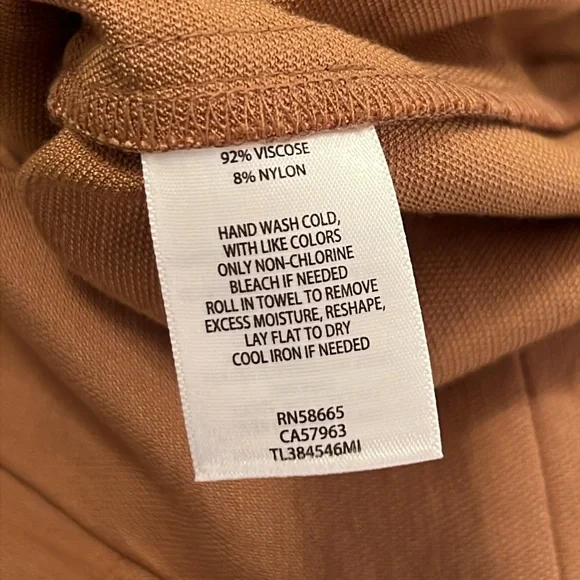 92% VISCOSE
8% NYLON
HAND WASH COLD,
WITH LIKE COLORS
ONLY NON-CHLORINE
BLEACH IF NEEDED
ROLL IN TOWEL TO REMOVE
EXCESS MOISTURE, RESHAPE,
LAY FLAT TO DRY
COOL IRON IF NEEDED
RN58665
CA57963
TL384546MI